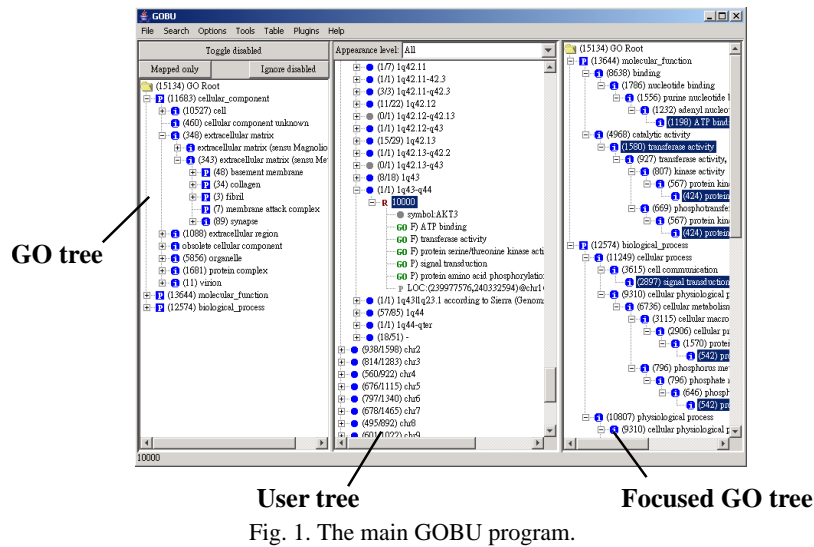 GOBU
File Search Options Tools Table Plugins Help
Toggle disabled
Mapped only Ignore disabled
(15134) GO Root
(11683) cellular_component
(10527) cell
(460) cellular component unknown
(348) extracellular matrix
extracellular matrix (sensu Magnolio
(343) extracellular matrix (sensu Me
(48) basement membrane
(34) collagen
(3) fibril
(7) membrane attack complex
(89) synapse
(1088) extracellular region
obsolete cellular component
(5856) organelle
(1681) protein complex
(11) virion
(13644) molecular_function
(12574) biological_process
Appearance level: All
(1/7) 1q42.11
(1/1) 1q42.11-42.3
(3/3) 1q42.11-q42.3
(11/22) 1q42.12
(0/1) 1q42.12-q42.13
(1/1) 1q42.12-q43
(15/29) 1q42.13
(1/1) 1q42.13-q42.2
(0/1) 1q42.13-q43
(8/18) 1q43
(1/1) 1q43-q44
R 10000
symbol:AKT3
GO F) ATP binding
GO F) transferase activity
GO F) protein serine/threonine kinase acti
GO P) signal transduction
GO P) protein amino acid phosphorylatio
P LOC:(239977576,240332594)@chr1
(1/1) 1q43||q23.1 according to Sierra (Genom
(57/85) 1q44
(1/1) 1q44-qter
(18/51) -
(938/1598) chr2
(814/1283) chr3
(560/922) chr4
(676/1115) chr5
(797/1340) chr6
(678/1465) chr7
(495/892) chr8
(601/1022) chr9
(15134) GO Root
(13644) molecular_function
(8638) binding
(1786) nucleotide binding
(1556) purine nucleotide b
(1232) adenyl nucleo
(1198) ATP bind
(4968) catalytic activity
(1580) transferase activity
(927) transferase activity,
(807) kinase activity
(567) protein kin
(424) protein
(669) phosphotransfe
(567) protein kin
(424) protein
(12574) biological_process
(11249) cellular process
(3615) cell communication
(2897) signal transduction
(9310) cellular physiological p
(6736) cellular metabolism
(3115) cellular macro
(2906) cellular pr
(1570) protei
(542) pro
(796) phosphorus me
(796) phosphate m
(646) phosph
(542) pro
(10807) physiological process
(9310) cellular physiological p
10000
GO tree
User tree
Focused GO tree
Fig. 1. The main GOBU program.